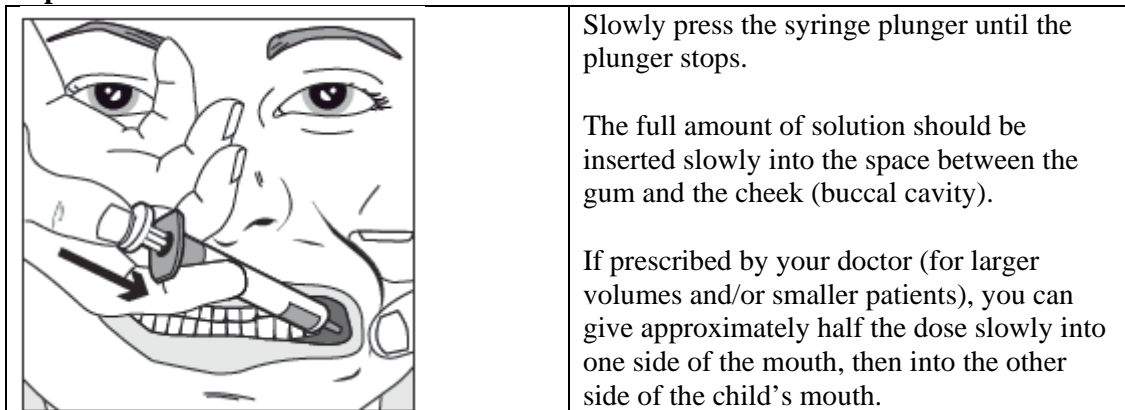 Slowly press the syringe plunger until the
plunger stops.
The full amount of solution should be
inserted slowly into the space between the
gum and the cheek (buccal cavity).
If prescribed by your doctor (for larger
volumes and/or smaller patients), you can
give approximately half the dose slowly into
one side of the mouth, then into the other
side of the child’s mouth.